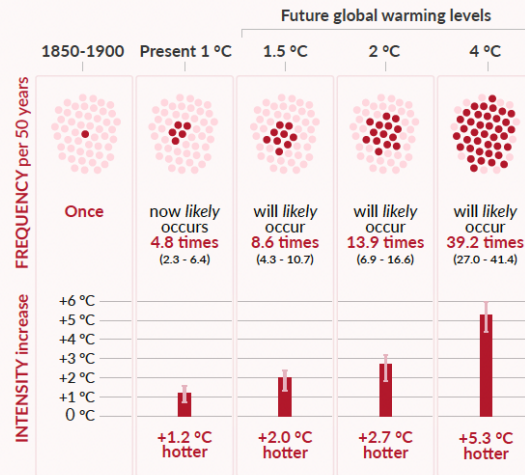 Future global warming levels
1850-1900
Present 1 °C
1.5 °C
2 °C
4 °C
FREQUENCY per 50 years
Once
now likely
occurs
4.8 times
(2.3 - 6.4)
will likely
occur
8.6 times
(4.3 - 10.7)
will likely
occur
13.9 times
(6.9 - 16.6)
will likely
occur
39.2 times
(27.0 - 41.4)
INTENSITY increase
+6 °C
+5 °C
+4 °C
+3 °C
+2 °C
+1 °C
0 °C
+1.2 °C
hotter
+2.0 °C
hotter
+2.7 °C
hotter
+5.3 °C
hotter